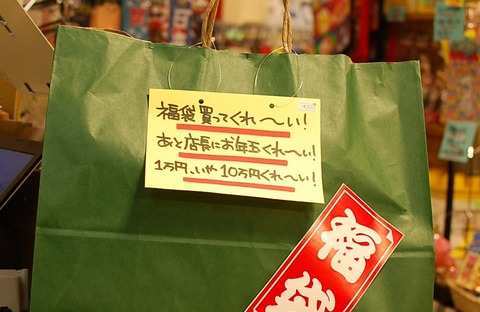 福袋買ってくれ〜い!
あと店長にお年玉くれ〜い!
1万円、いや10万円くれ〜い!
福袋